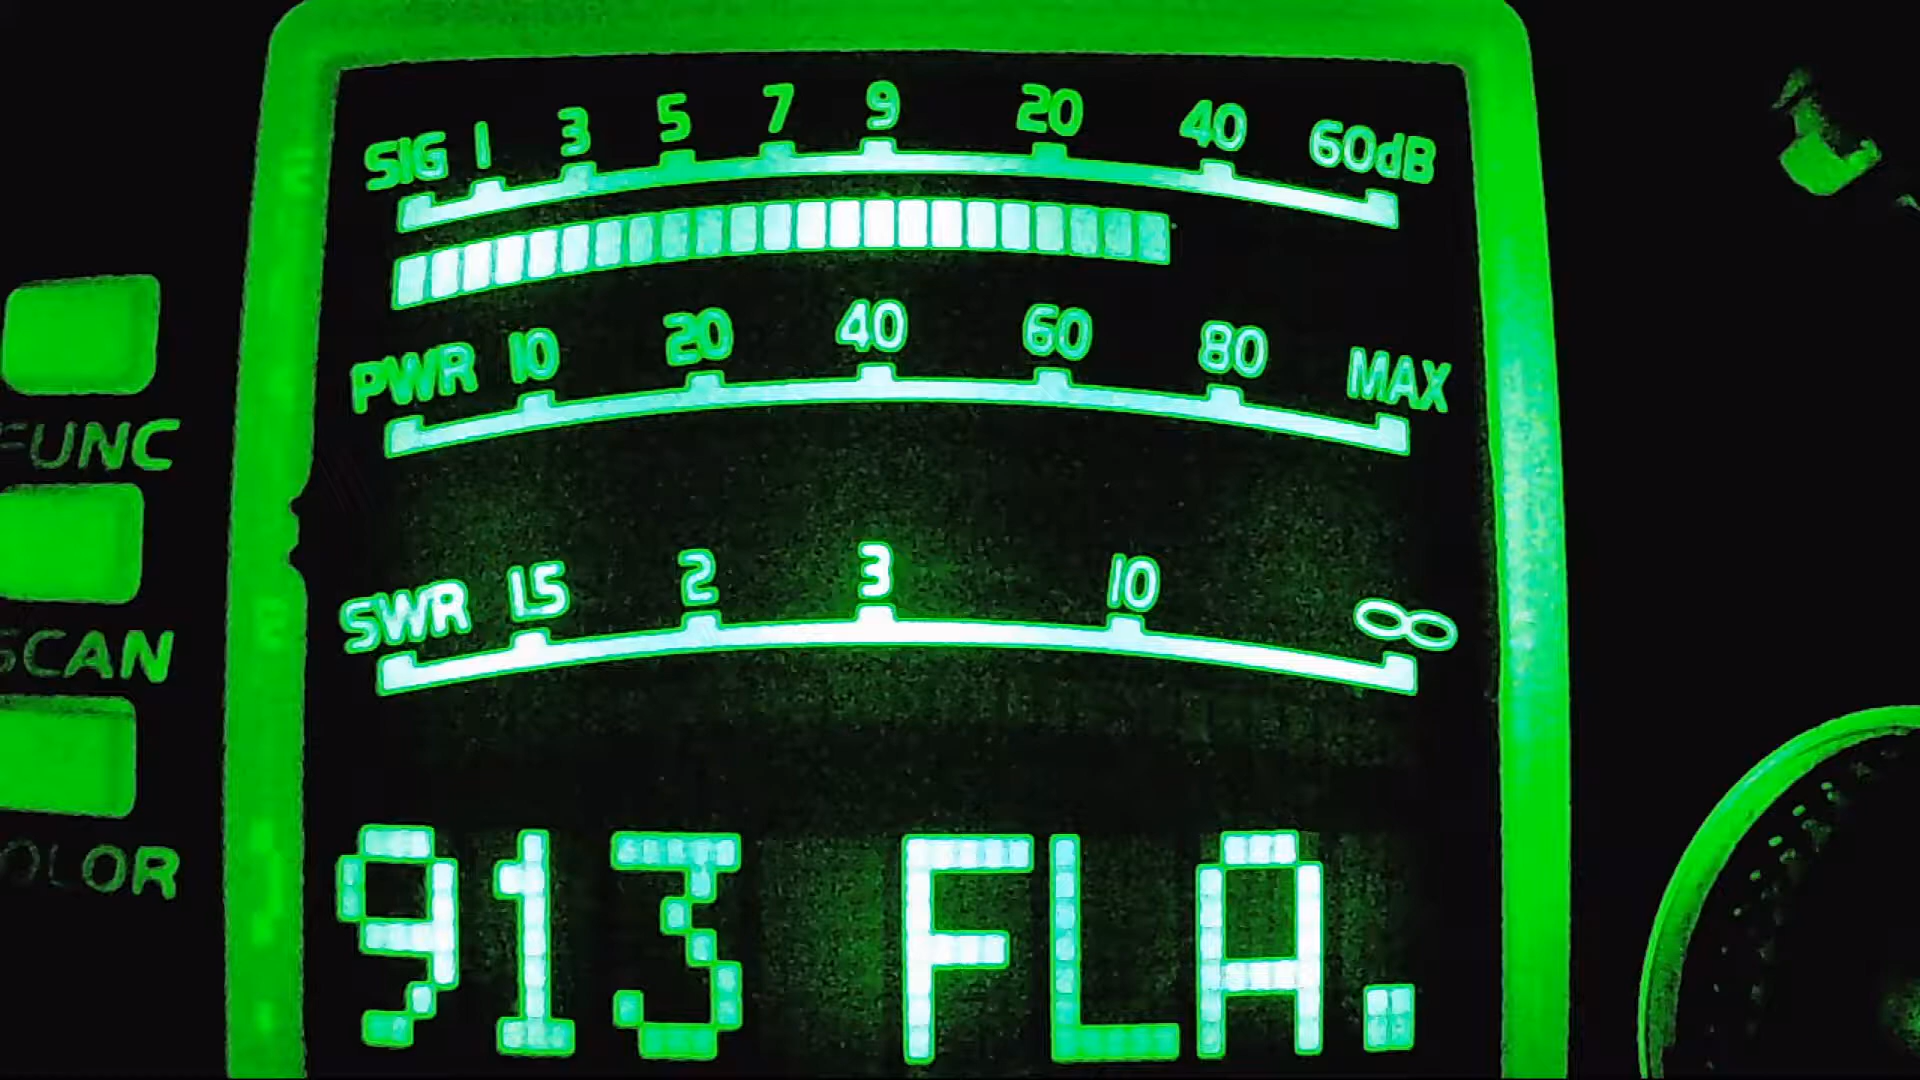 SIG 1 3 5 7 9 20 40 60dB
PWR 10 20 40 60 80 MAX
FUNC
SWR 1.5 2 3 10 ∞
SCAN
OLOR
913 FLA.